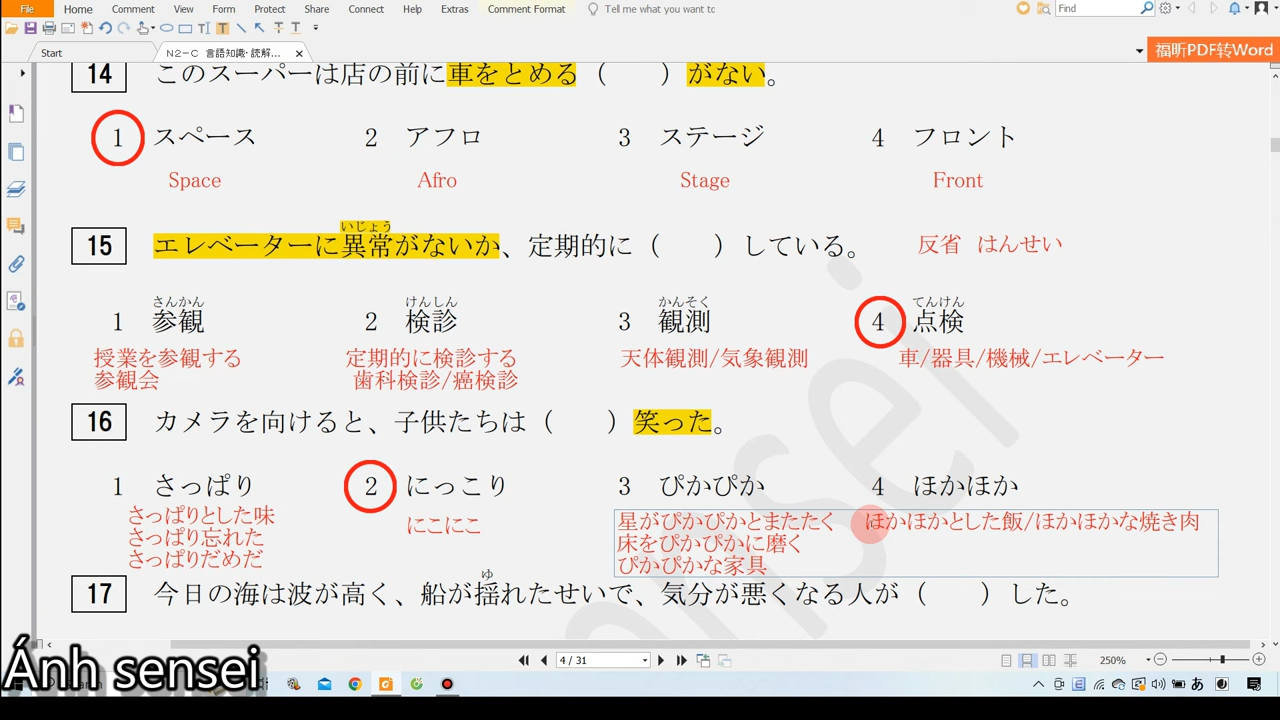 File Home Comment View Form Protect Share Connect Help Extras Comment Format Tell me what you want to Find
Start N2-C 言語知識・読解... 福昕PDF转Word
14 このスーパーは店の前に車をとめる（ ）がない。
1 スペース 2 アフロ 3 ステージ 4 フロント
Space Afro Stage Front
いじょう
15 エレベーターに異常がないか、定期的に（ ）している。 反省 はんせい
さんかん けんしん かんそく てんけん
1 参観 2 検診 3 観測 4 点検
授業を参観する 定期的に検診する 天体観測/気象観測 車/器具/機械/エレベーター
参観会 歯科検診/癌検診
16 カメラを向けると、子供たちは（ ）笑った。
1 さっぱり 2 にっこり 3 ぴかぴか 4 ほかほか
さっぱりとした味 にこにこ 星がぴかぴかとまたたく ほかほかとした飯/ほかほかな焼き肉
さっぱり忘れた 床をぴかぴかに磨く
さっぱりだめだ ぴかぴかな家具
ゆ
17 今日の海は波が高く、船が揺れたせいで、気分が悪くなる人が（ ）した。
4 / 31 250%
Ánh sensei
あ